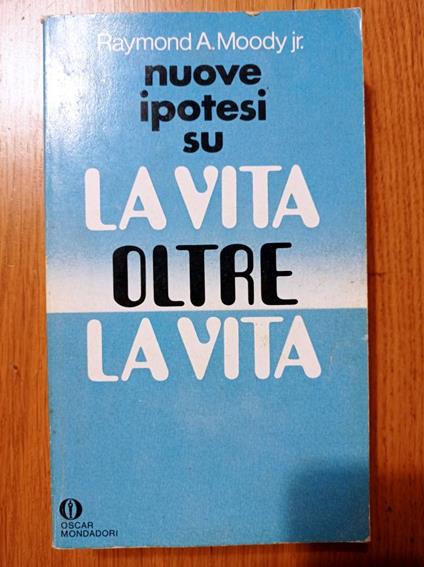 Raymond A. Moody jr.
nuove
ipotesi
su
LA VITA
OLTRE
LA VITA
OSCAR
MONDADORI